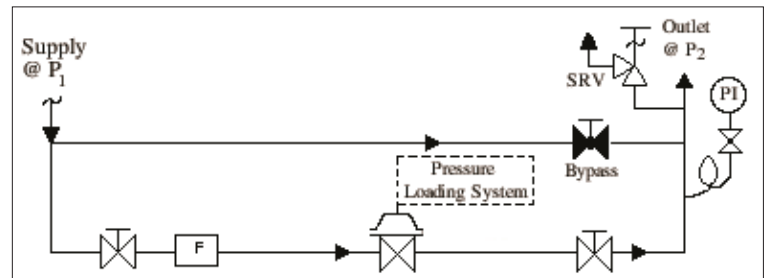 Supply
@ P1
Outlet
@ P2
SRV
PI
Bypass
Pressure
Loading System
F